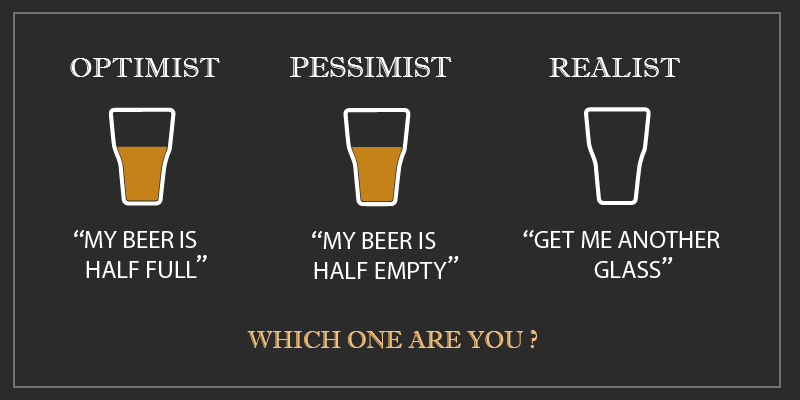 OPTIMIST
“MY BEER IS
HALF FULL”
PESSIMIST
“MY BEER IS
HALF EMPTY”
REALIST
“GET ME ANOTHER
GLASS”
WHICH ONE ARE YOU ?